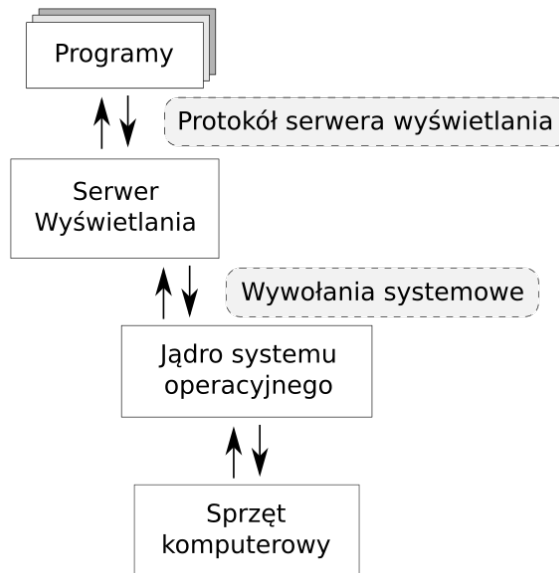 Programy
Protokół serwera wyświetlania
Serwer
Wyświetlania
Wywołania systemowe
Jądro systemu
operacyjnego
Sprzęt
komputerowy